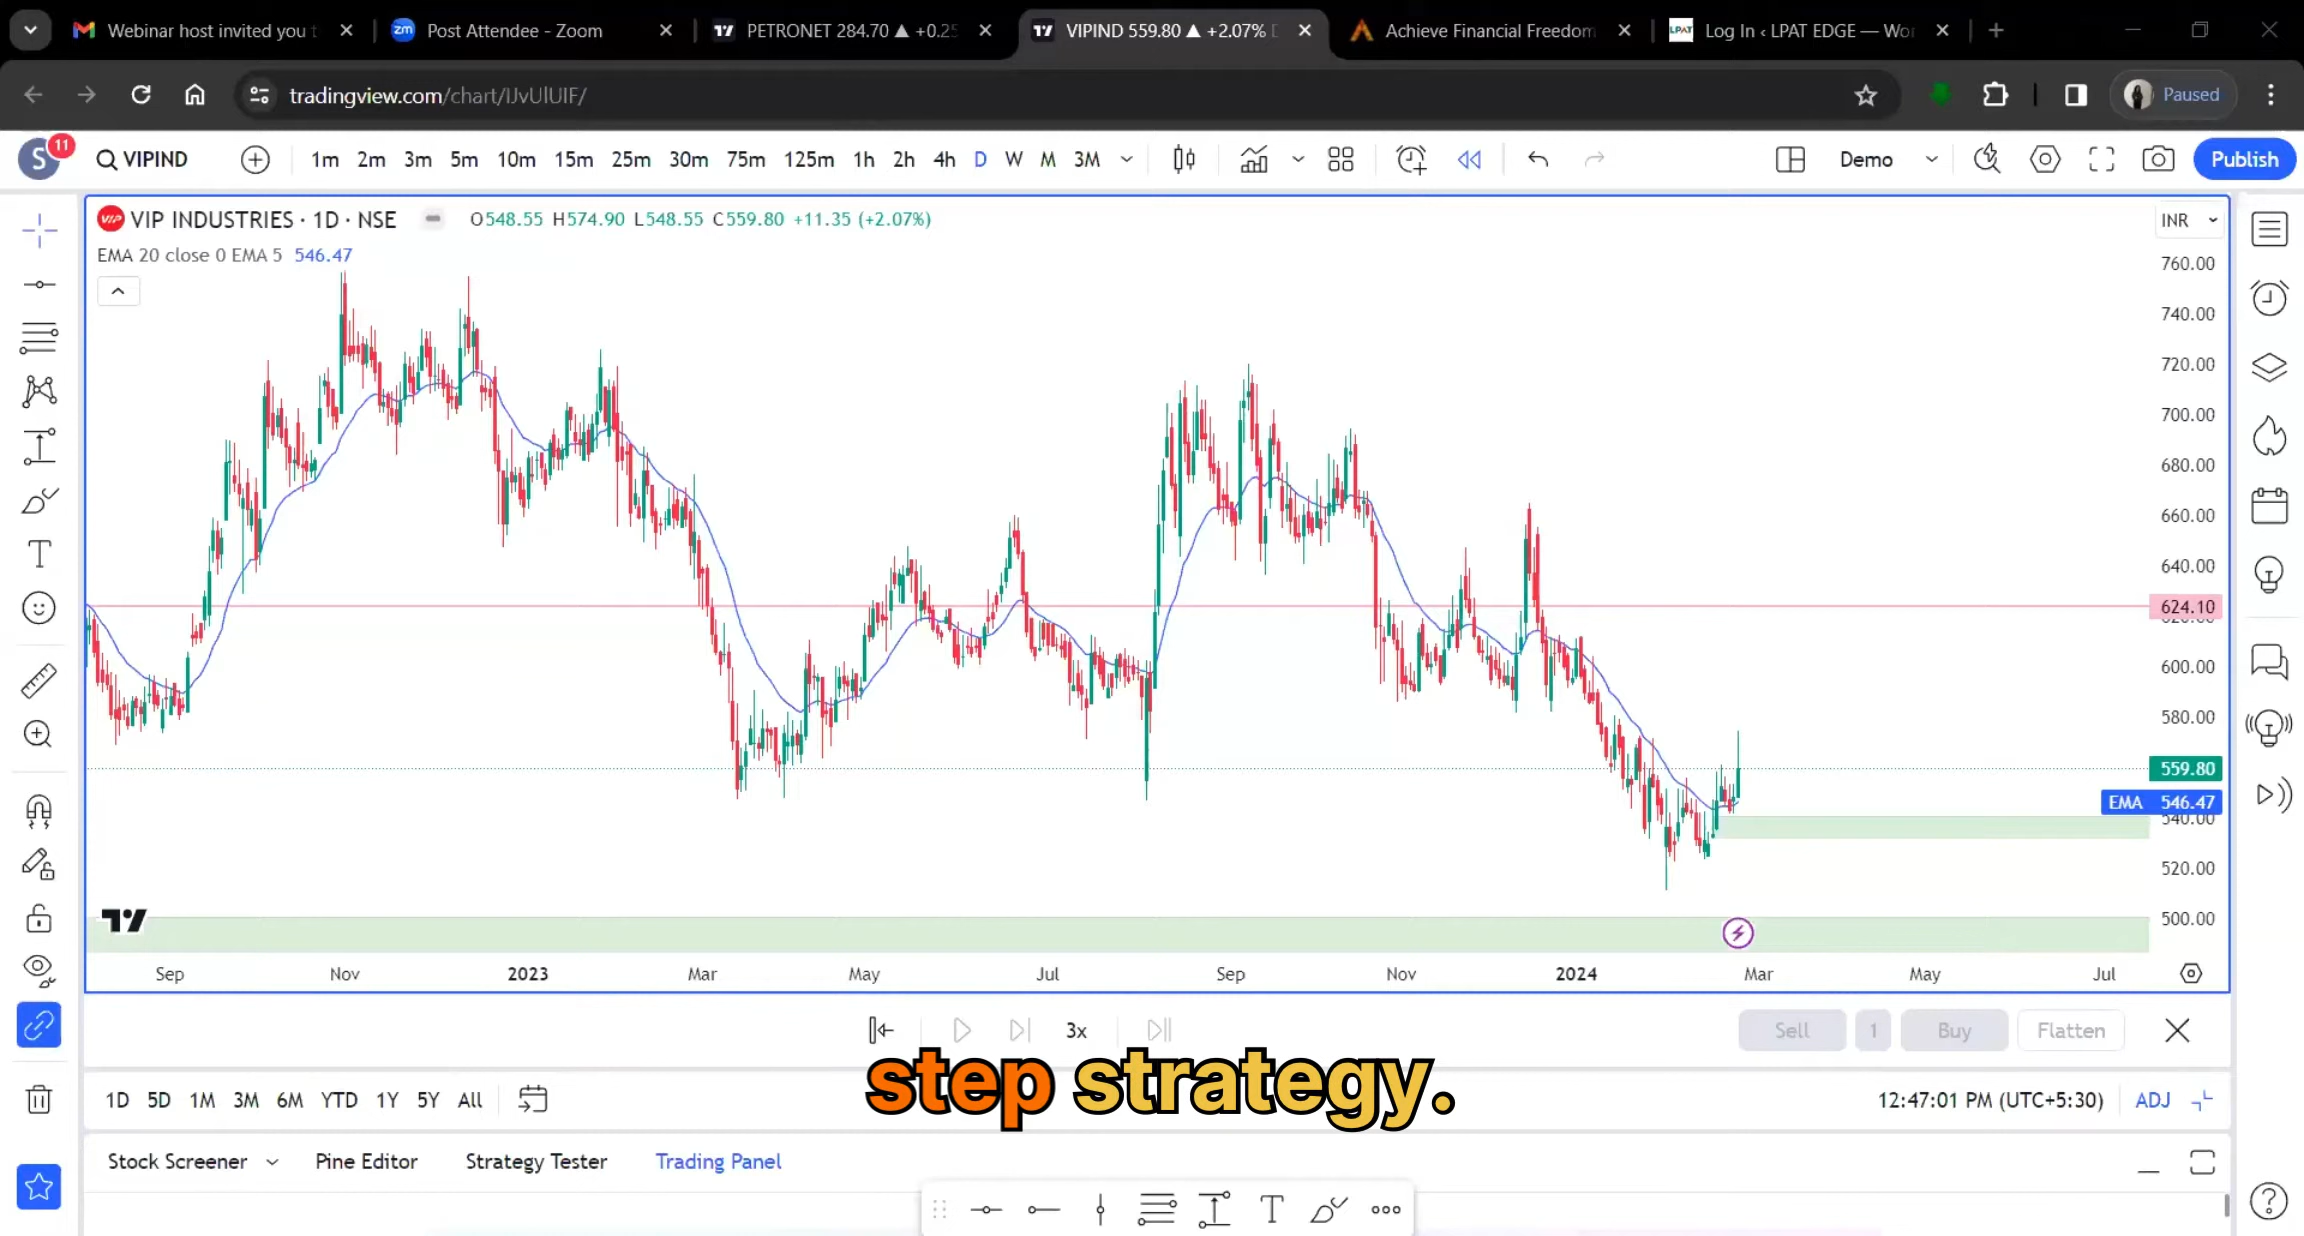 Webinar host invited you t
Post Attendee - Zoom
PETRONET 284.70 ▲ +0.25
VIPIND 559.80 ▲ +2.07%
Achieve Financial Freedom
Log In ‹ LPAT EDGE — Wor
tradingview.com/chart/IJvUlUIF/
Paused
S
11
VIPIND
1m 2m 3m 5m 10m 15m 25m 30m 75m 125m 1h 2h 4h D W M 3M
Demo
Publish
VIP INDUSTRIES · 1D · NSE
O548.55 H574.90 L548.55 C559.80 +11.35 (+2.07%)
INR
EMA 20 close 0 EMA 5 546.47
760.00
740.00
720.00
700.00
680.00
660.00
640.00
624.10
600.00
580.00
559.80
EMA 546.47
540.00
520.00
500.00
Sep Nov 2023 Mar May Jul Sep Nov 2024 Mar May Jul
3x
Sell 1 Buy Flatten
step strategy.
1D 5D 1M 3M 6M YTD 1Y 5Y All
12:47:01 PM (UTC+5:30) ADJ
Stock Screener Pine Editor Strategy Tester Trading Panel